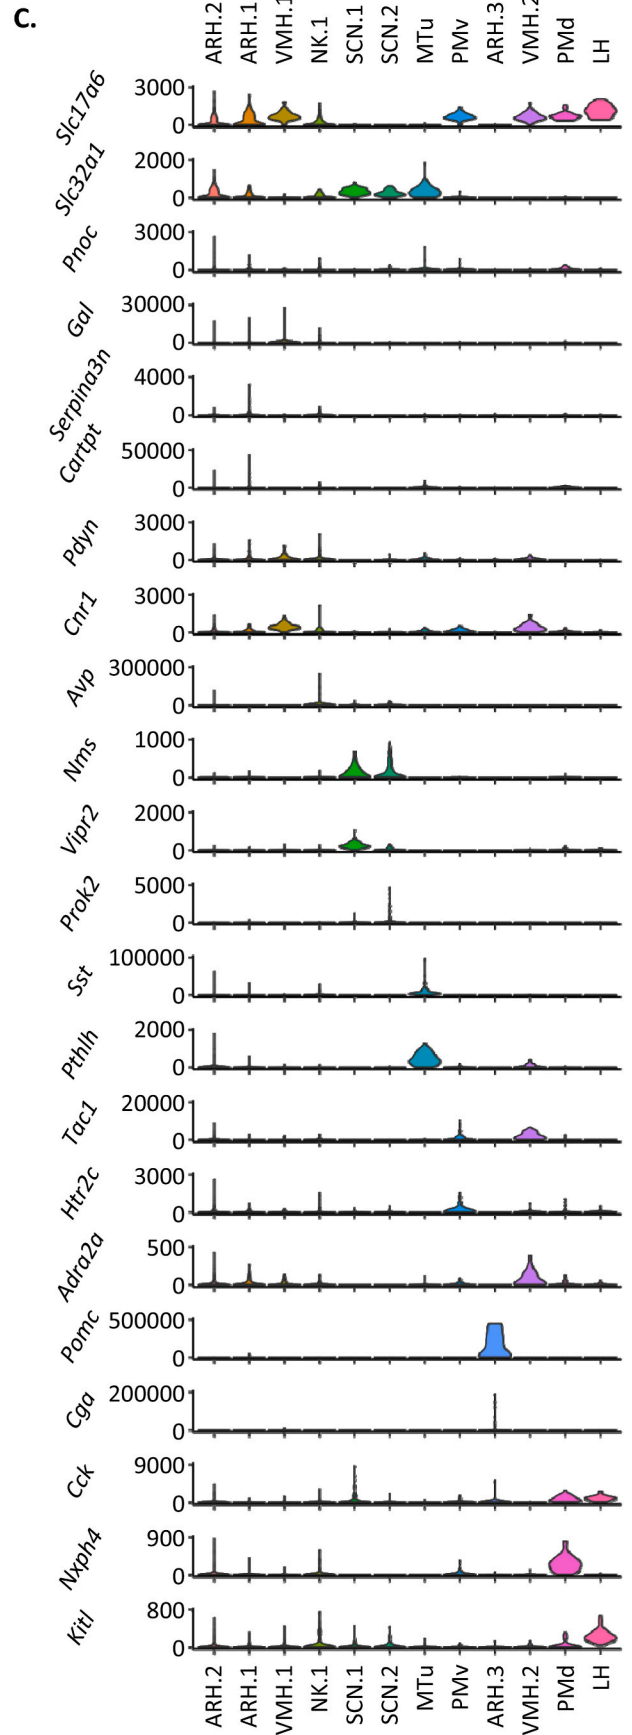 C.
ARH.2 ARH.1 VMH.1 NK.1 SCN.1 SCN.2 MTu PMv ARH.3 VMH.2 PMd LH
Slc17a6 3000 0
Slc32a1 2000 0
Pnoc 3000 0
Gal 30000 0
Serpina3n 4000 0
Cartpt 50000 0
Pdyn 3000 0
Cnr1 3000 0
Avp 300000 0
Nms 1000 0
Vipr2 2000 0
Prok2 5000 0
Sst 100000 0
Pthlh 2000 0
Tac1 20000 0
Htr2c 3000 0
Adra2a 500 0
Pomc 500000 0
Cga 200000 0
Cck 9000 0
Nxph4 900 0
Kitl 800 0
ARH.2 ARH.1 VMH.1 NK.1 SCN.1 SCN.2 MTu PMv ARH.3 VMH.2 PMd LH